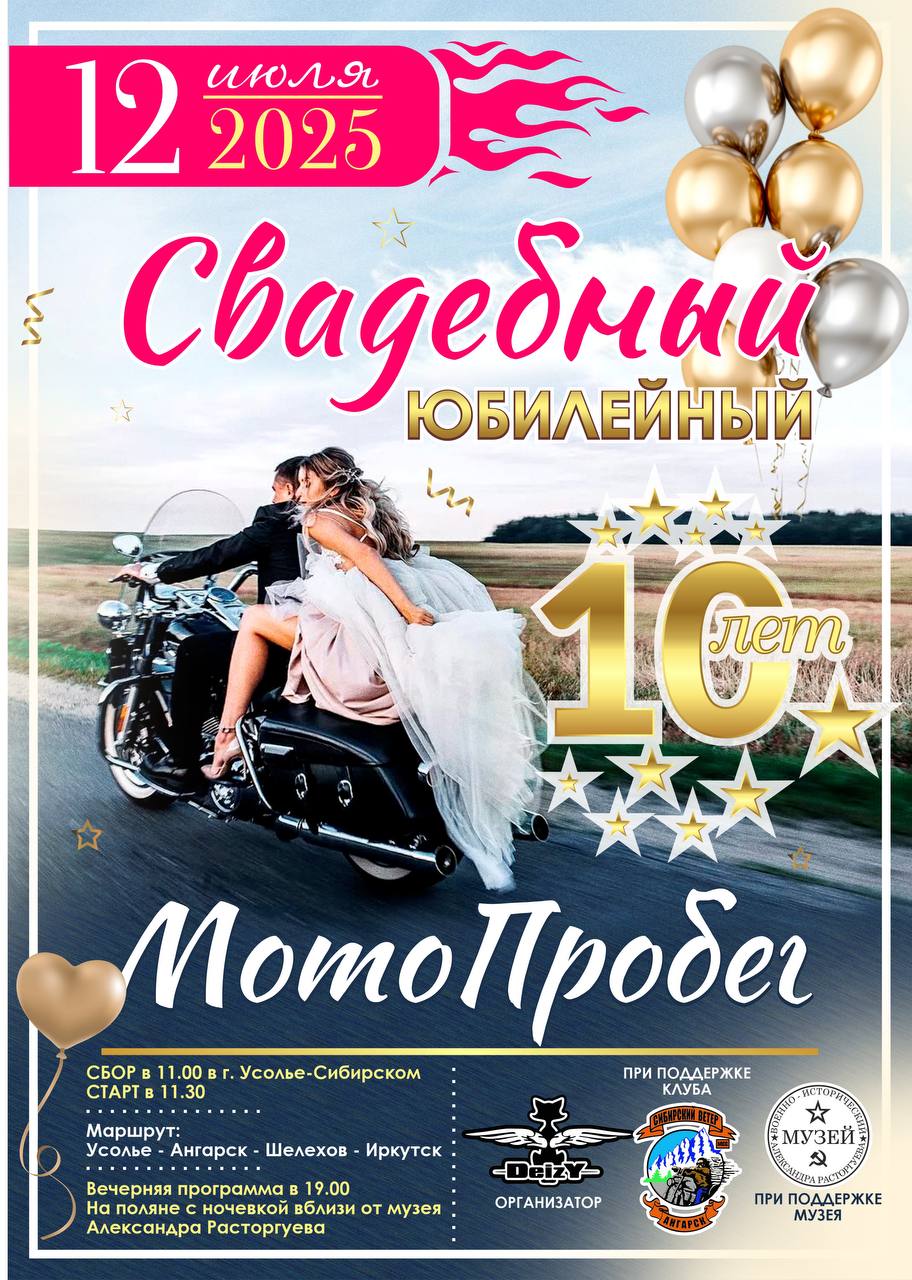 12 июля
2025
Свадебный
ЮБИЛЕЙНЫЙ
10 лет
МотоПробег
СБОР в 11.00 в г. Усолье-Сибирском
СТАРТ в 11.30
Маршрут:
Усолье - Ангарск - Шелехов - Иркутск
Вечерняя программа в 19.00
На поляне с ночевкой вблизи от музея
Александра Расторгуева
DeizY
ОРГАНИЗАТОР
ПРИ ПОДДЕРЖКЕ
КЛУБА
СИБИРСКИЙ ВЕТЕР
АНГАРСК
ВОЕННО - ИСТОРИЧЕСКИЙ
МУЗЕЙ
АЛЕКСАНДРА РАСТОРГУЕВА
ПРИ ПОДДЕРЖКЕ
МУЗЕЯ